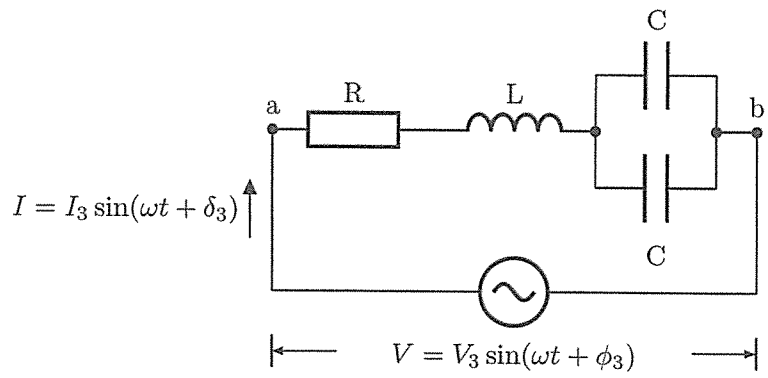 C
R
L
a
b
I = I₃ sin(ωt + δ₃)
C
V = V₃ sin(ωt + ϕ₃)